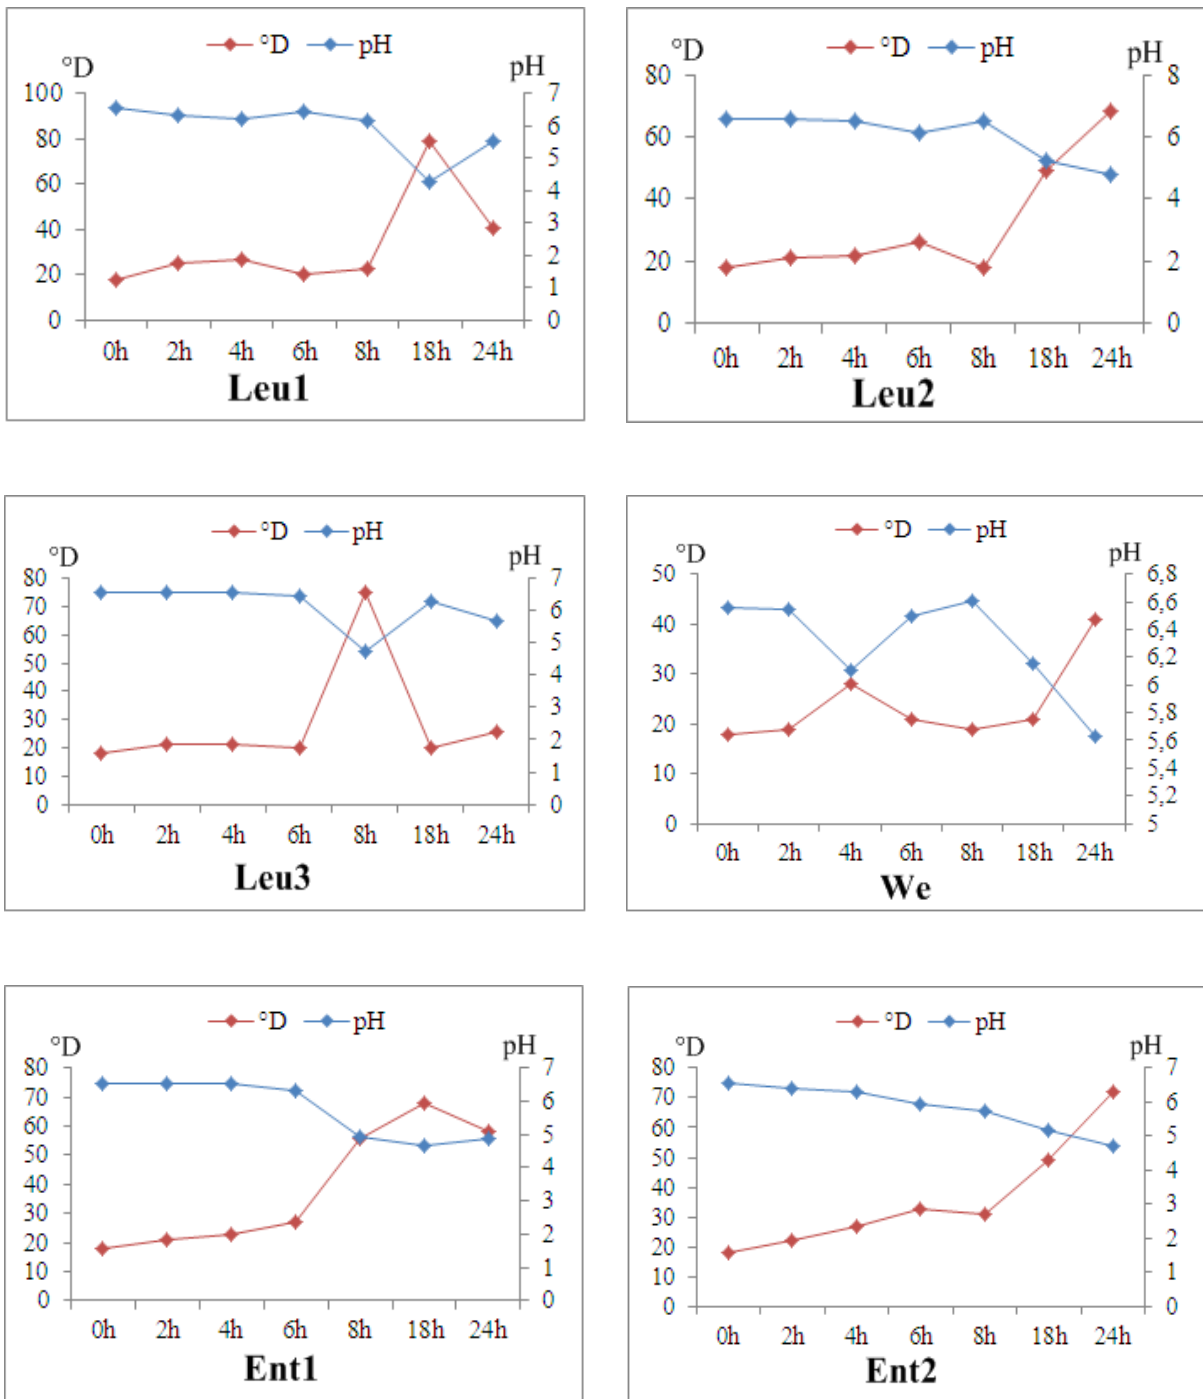 °D pH
°D pH
100 7
80 6
60 5
40 4
20 3
0 2
1
0
0h 2h 4h 6h 8h 18h 24h
Leu1
°D pH
°D pH
80 8
60 6
40 4
20 2
0 0
0h 2h 4h 6h 8h 18h 24h
Leu2
°D pH
°D pH
80 7
70 6
60 5
50 4
40 3
30 2
20 1
10 0
0
0h 2h 4h 6h 8h 18h 24h
Leu3
°D pH
°D pH
50 6,8
40 6,6
30 6,4
20 6,2
10 6
0 5,8
5,6
5,4
5,2
5
0h 2h 4h 6h 8h 18h 24h
We
°D pH
°D pH
80 7
70 6
60 5
50 4
40 3
30 2
20 1
10 0
0
0h 2h 4h 6h 8h 18h 24h
Ent1
°D pH
°D pH
80 7
70 6
60 5
50 4
40 3
30 2
20 1
10 0
0
0h 2h 4h 6h 8h 18h 24h
Ent2